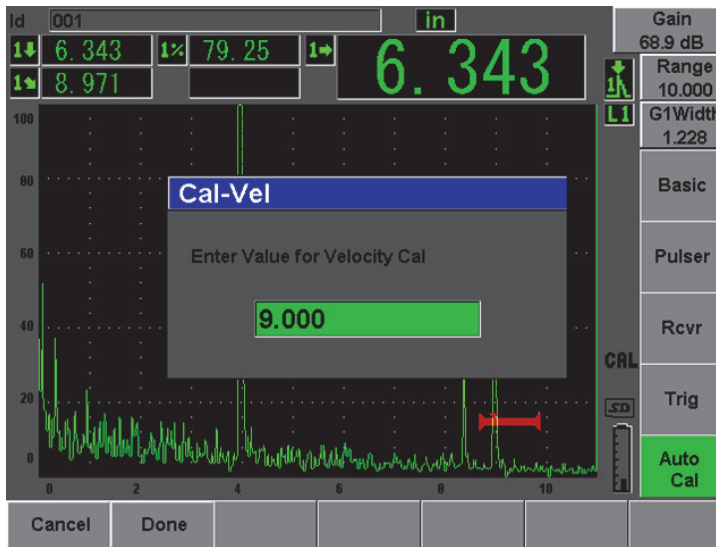 Id 001 in
Gain
68.9 dB
6.343
1% 79.25
6.343
8.971
Range
10.000
L1
G1Width
1.228
100
80
60
40
20
0
Cal-Vel
Enter Value for Velocity Cal
9.000
Basic
Pulser
Rcvr
CAL
Trig
SD
Auto
Cal
0 2 4 6 8 10
Cancel Done